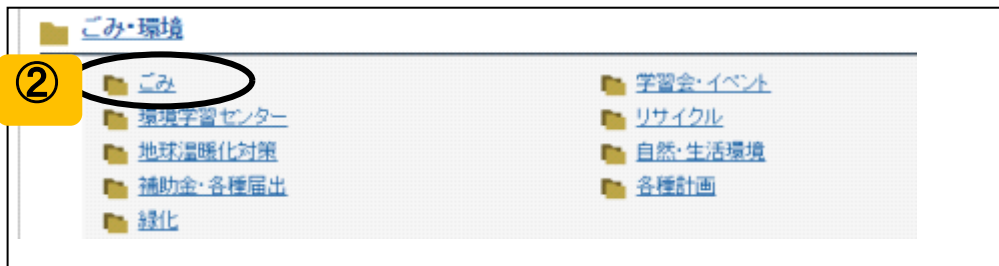 ごみ・環境
②
ごみ 学習会・イベント
環境学習センター リサイクル
地球温暖化対策 自然・生活環境
補助金・各種届出 各種計画
緑化